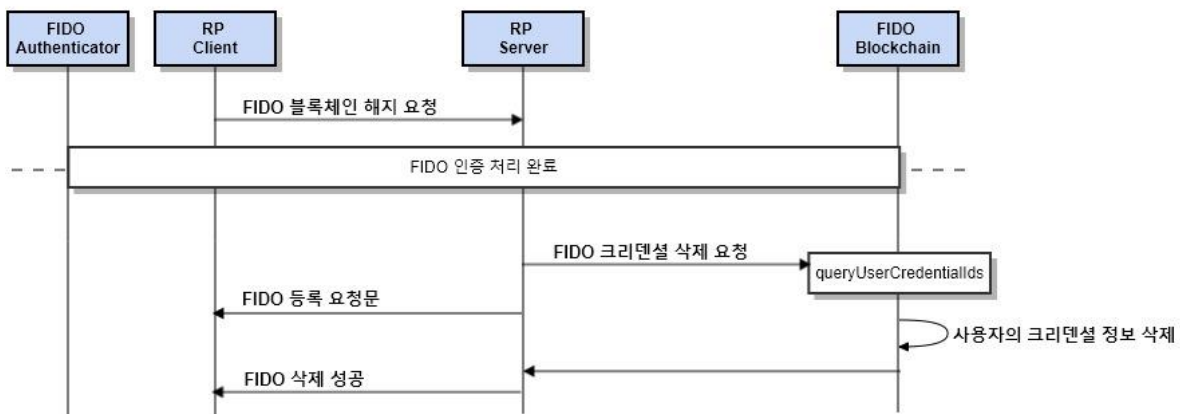 FIDO
Authenticator
RP
Client
RP
Server
FIDO
Blockchain
FIDO 블록체인 해지 요청
FIDO 인증 처리 완료
FIDO 크리덴셜 삭제 요청
queryUserCredentialIds
FIDO 등록 요청문
사용자의 크리덴셜 정보 삭제
FIDO 삭제 성공